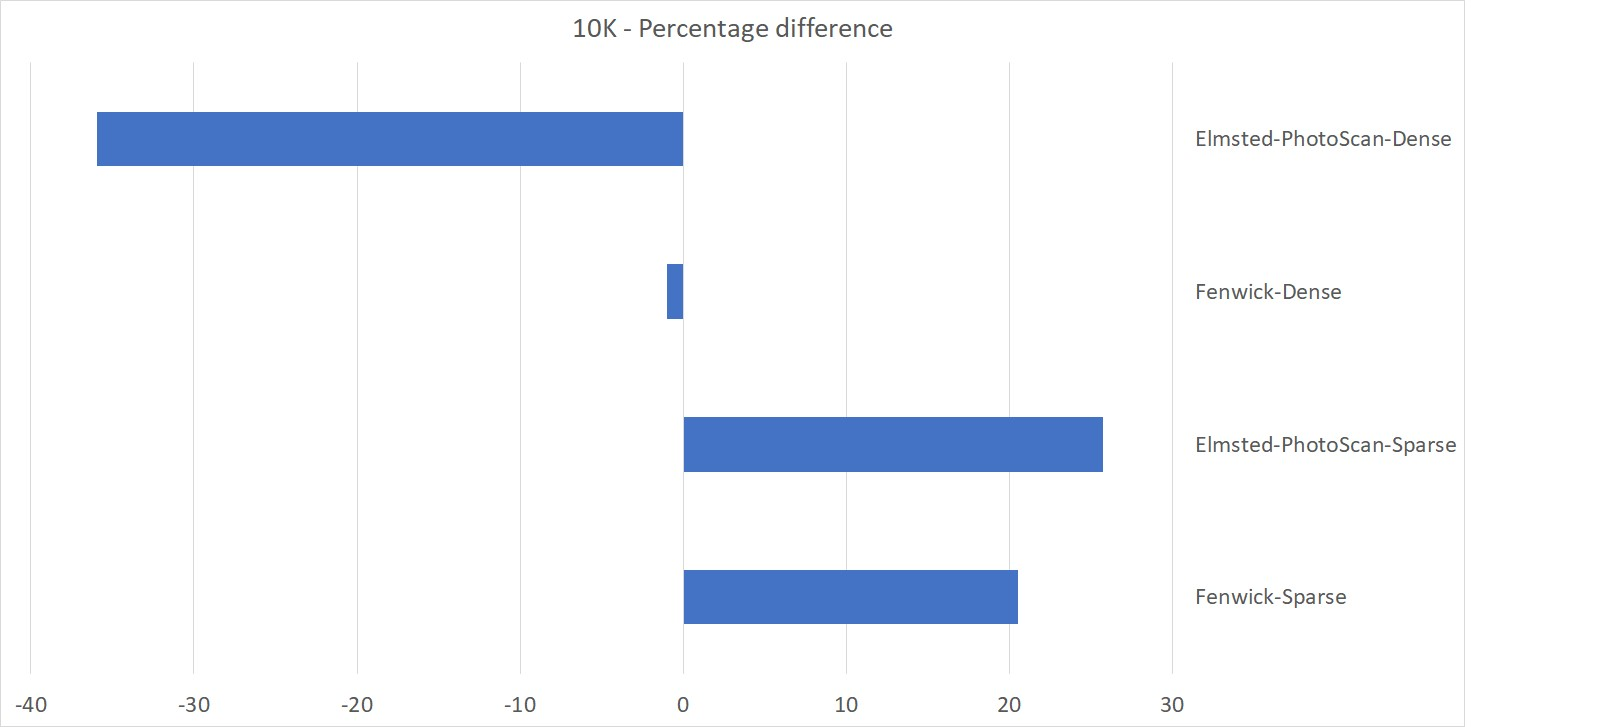 10K - Percentage difference
Elmsted-PhotoScan-Dense
Fenwick-Dense
Elmsted-PhotoScan-Sparse
Fenwick-Sparse
-40 -30 -20 -10 0 10 20 30